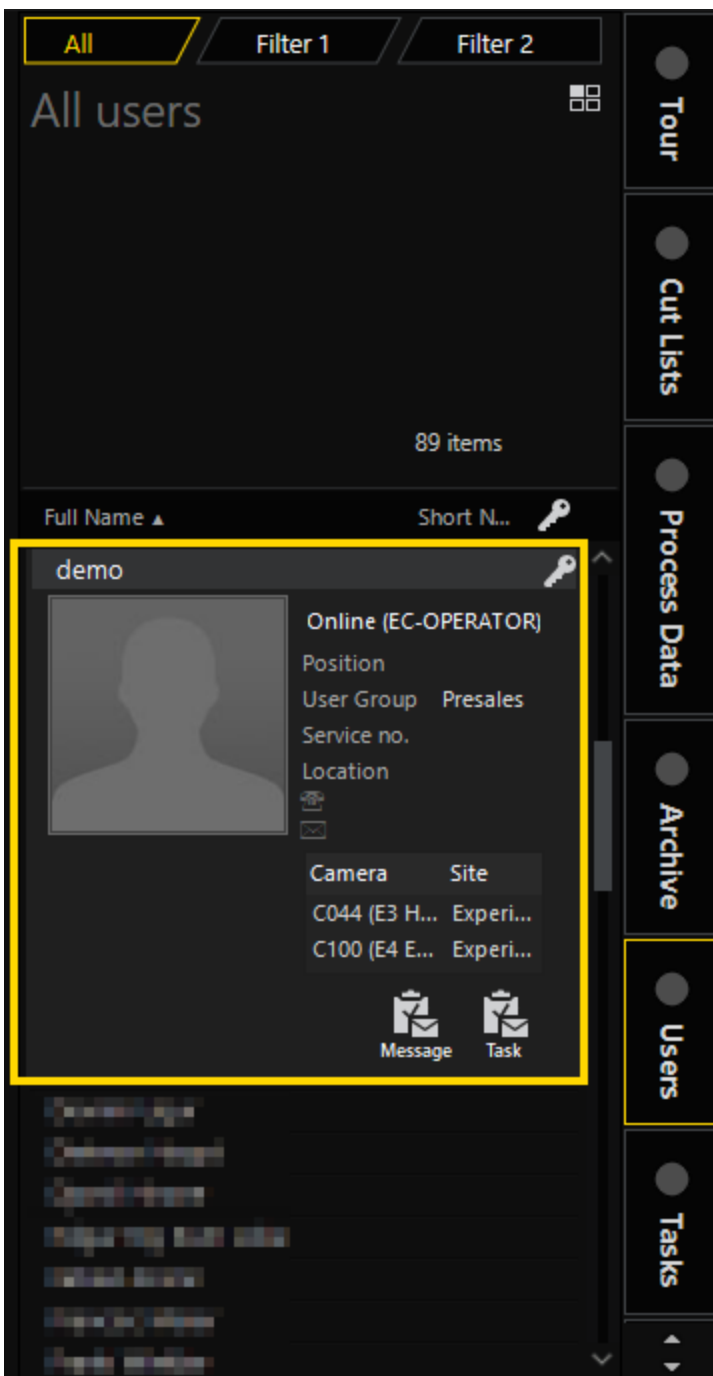 All Filter 1 Filter 2
All users
89 items
Full Name ▲ Short N...
demo
Online (EC-OPERATOR)
Position
User Group Presales
Service no.
Location
Camera Site
C044 (E3 H... Experi...
C100 (E4 E... Experi...
Message Task
Tour
Cut Lists
Process Data
Archive
Users
Tasks